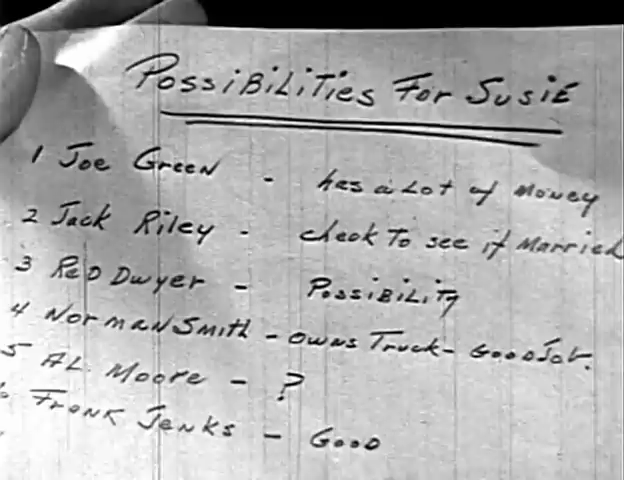 Possibilities For Susie
1 Joe Green - has a Lot of Money
2 Jack Riley - check To see if Married
3 Red Dwyer - Possibility
4 Norman Smith - owns Truck - Good Job.
5 AL. Moore - ?
6 Frank Jenks - Good